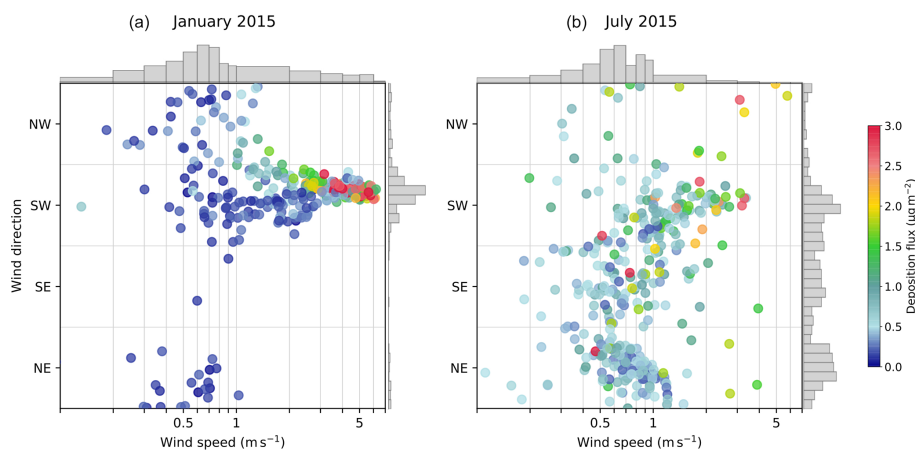 (a) January 2015
(b) July 2015
Wind direction
NW
SW
SE
NE
0.5
1
5
Wind speed (m s⁻¹)
NW
SW
SE
NE
0.5
1
5
Wind speed (m s⁻¹)
3.0
2.5
2.0
1.5
1.0
0.5
0.0
Deposition flux